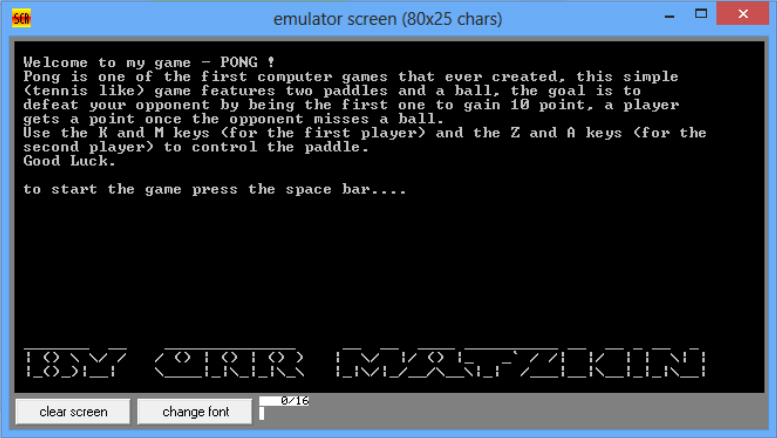 SCR
emulator screen (80x25 chars)
Welcome to my game - PONG !
Pong is one of the first computer games that ever created, this simple
(tennis like) game features two paddles and a ball, the goal is to
defeat your opponent by being the first one to gain 10 point, a player
gets a point once the opponent misses a ball.
Use the K and M keys (for the first player) and the Z and A keys (for the
second player) to control the paddle.
Good Luck.
to start the game press the space bar....
BY ORR MATZKIN
clear screen
change font
0/16